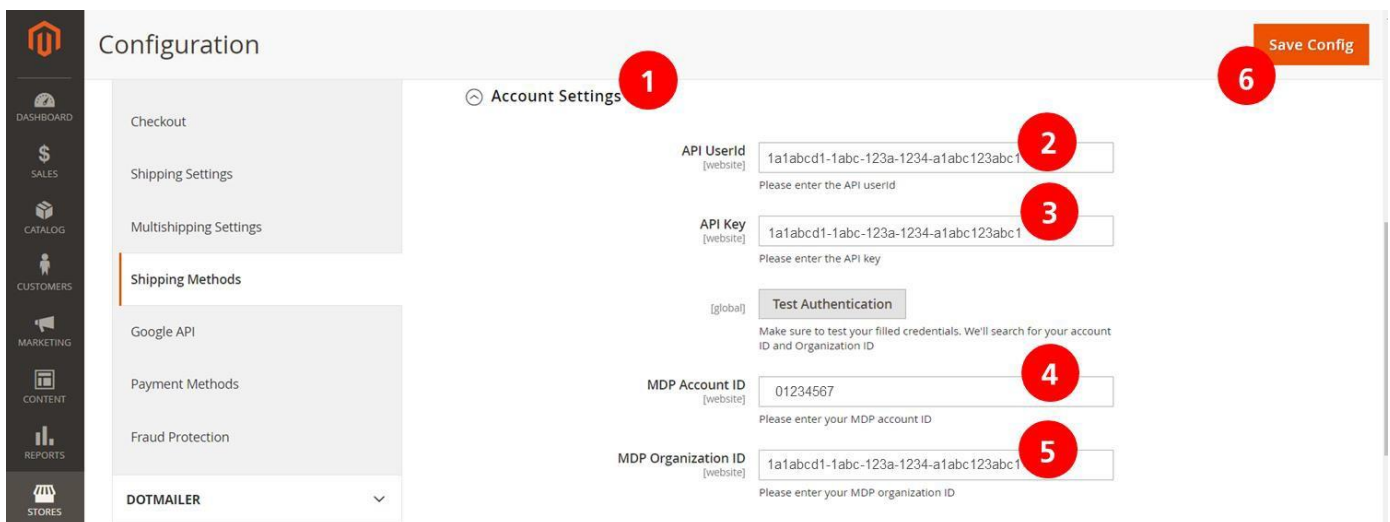 Configuration
Save Config
1
6
Account Settings
DASHBOARD
SALES
CATALOG
CUSTOMERS
MARKETING
CONTENT
REPORTS
STORES
Checkout
Shipping Settings
Multishipping Settings
Shipping Methods
Google API
Payment Methods
Fraud Protection
DOTMAILER
API UserId
[website]
1a1abcd1-1abc-123a-1234-a1abc123abc1
2
Please enter the API userId
API Key
[website]
1a1abcd1-1abc-123a-1234-a1abc123abc1
3
Please enter the API key
[global]
Test Authentication
Make sure to test your filled credentials. We'll search for your account
ID and Organization ID
MDP Account ID
[website]
01234567
4
Please enter your MDP account ID
MDP Organization ID
[website]
1a1abcd1-1abc-123a-1234-a1abc123abc1
5
Please enter your MDP organization ID